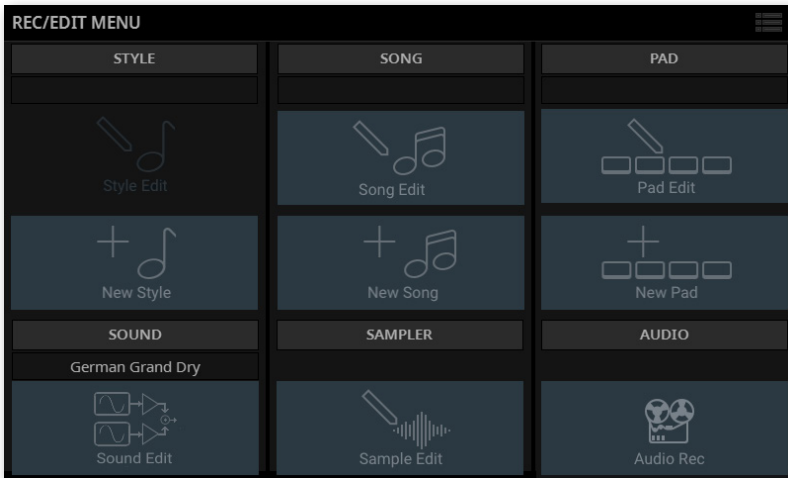 REC/EDIT MENU
STYLE
SONG
PAD
Style Edit
Song Edit
Pad Edit
New Style
New Song
New Pad
SOUND
SAMPLER
AUDIO
German Grand Dry
Sound Edit
Sample Edit
Audio Rec